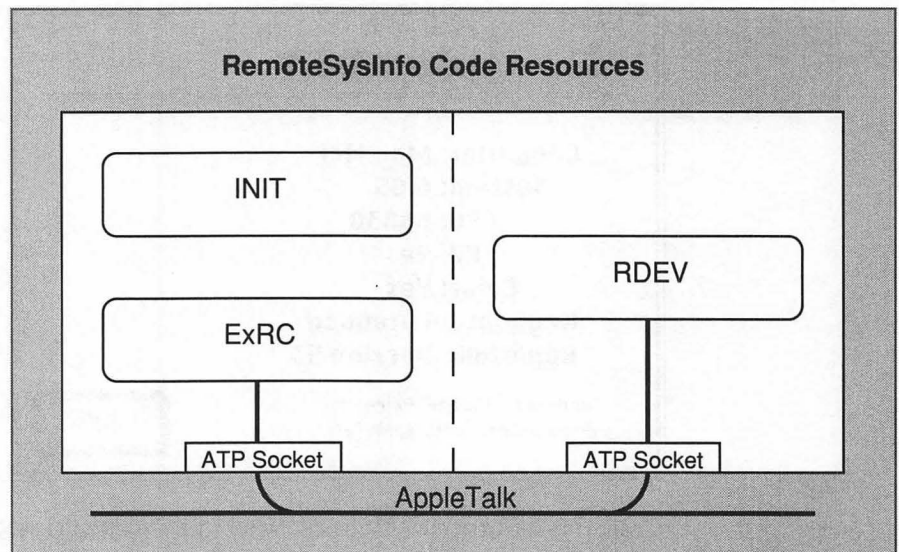 RemoteSysInfo Code Resources
INIT
RDEV
ExRC
ATP Socket
ATP Socket
AppleTalk